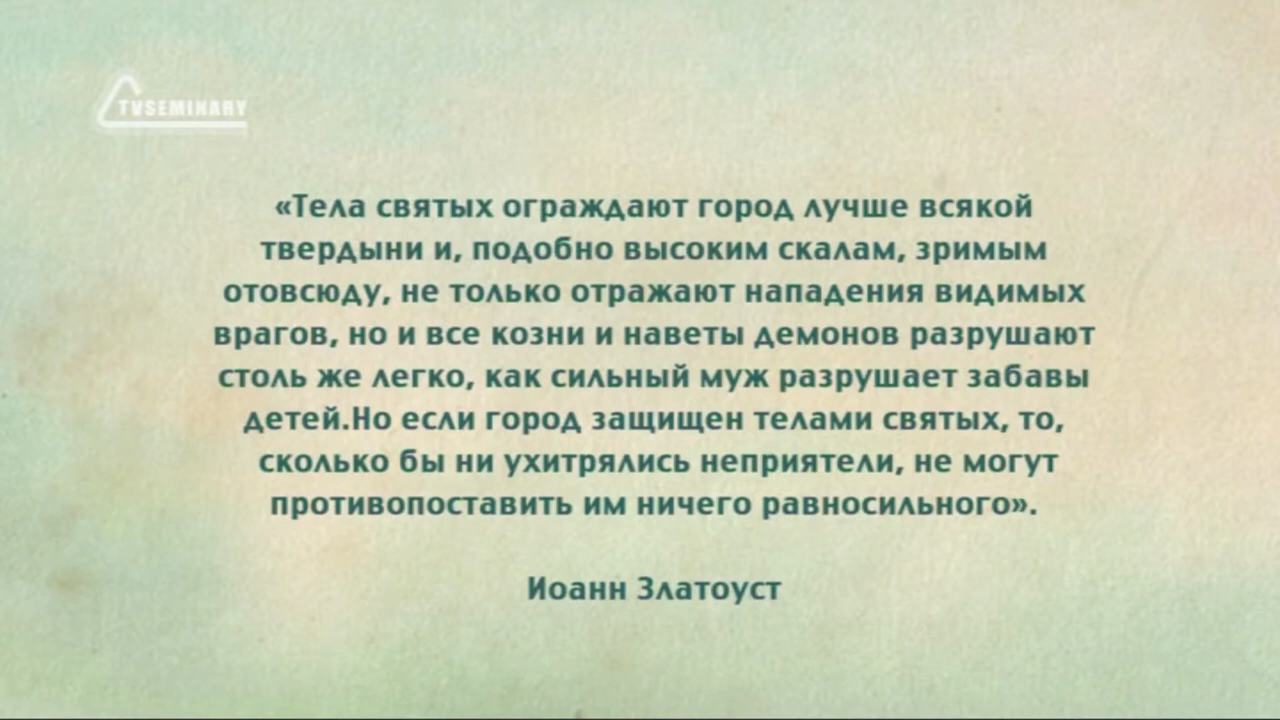 TVSEMINARY
«Тела святых ограждают город лучше всякой
твердыни и, подобно высоким скалам, зримым
отовсюду, не только отражают нападения видимых
врагов, но и все козни и наветы демонов разрушают
столь же легко, как сильный муж разрушает забавы
детей.Но если город защищен телами святых, то,
сколько бы ни ухитрялись неприятели, не могут
противопоставить им ничего равносильного».
Иоанн Златоуст